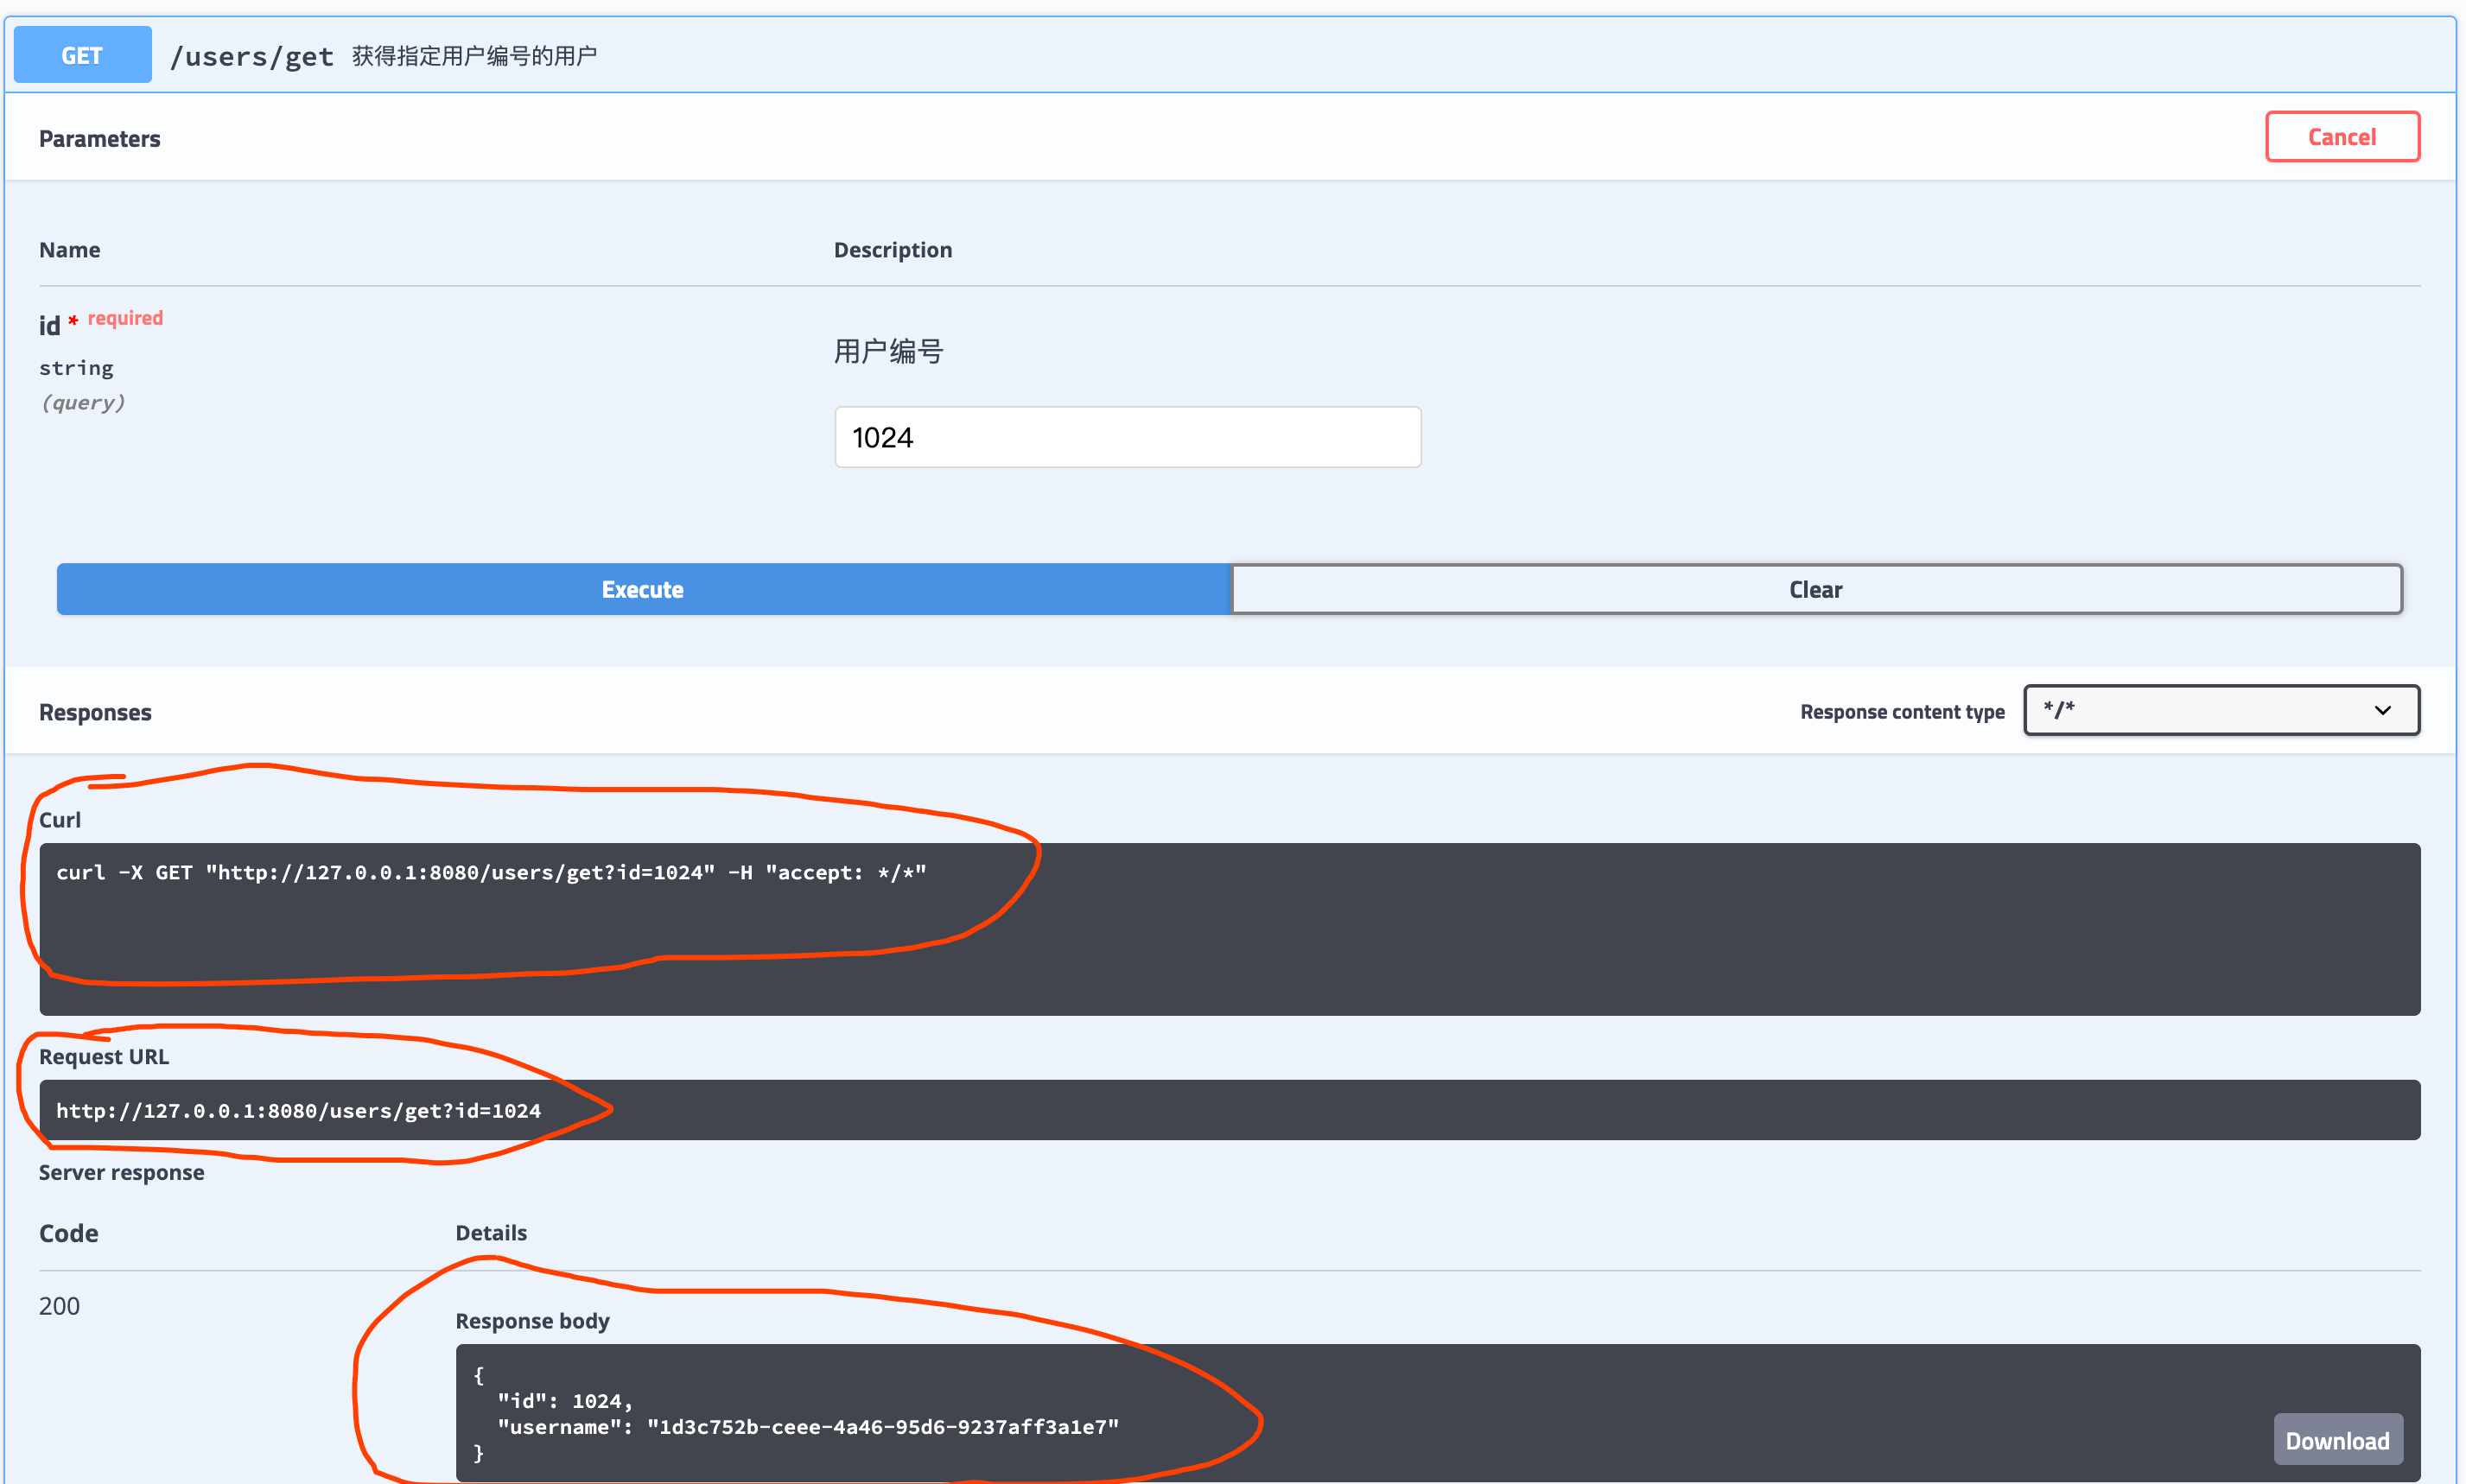 GET /users/get 获得指定用户编号的用户
Parameters
Cancel
Name Description
id * required
string
(query)
用户编号
1024
Execute Clear
Responses
Response content type */*
Curl
curl -X GET "http://127.0.0.1:8080/users/get?id=1024" -H "accept: */*"
Request URL
http://127.0.0.1:8080/users/get?id=1024
Server response
Code Details
200
Response body
{
  "id": 1024,
  "username": "1d3c752b-ceee-4a46-95d6-9237aff3a1e7"
}
Download